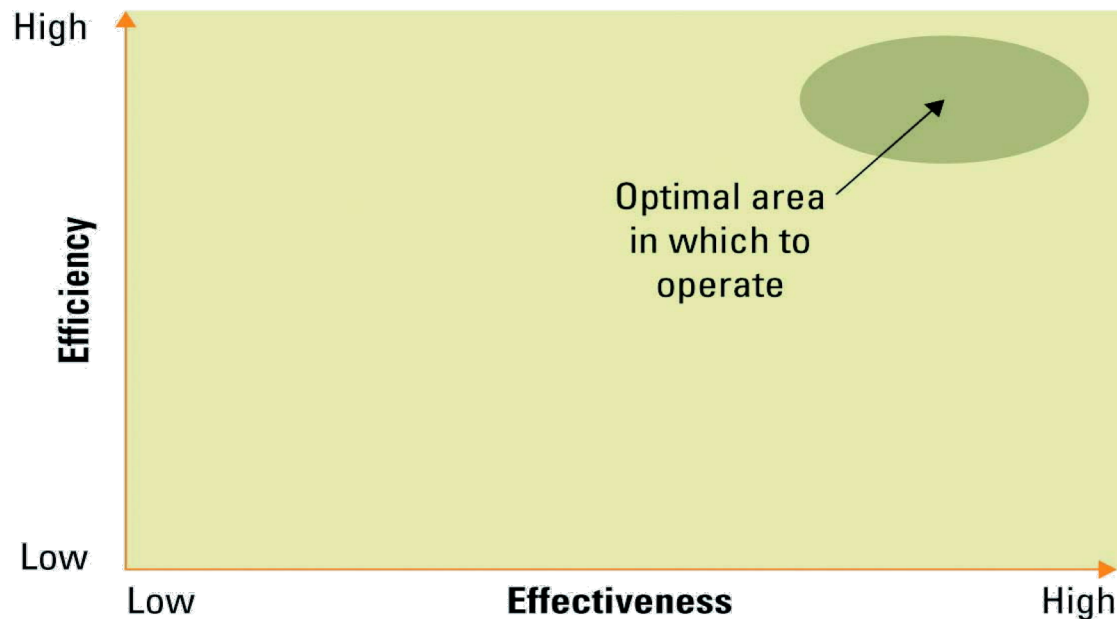 High
Optimal area
in which to
operate
Efficiency
Low
Low
Effectiveness
High